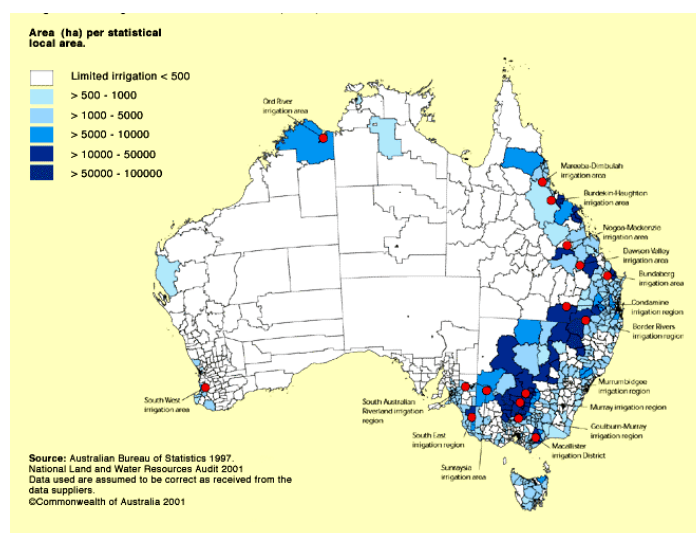 Area (ha) per statistical
local area.
Limited irrigation < 500
> 500 - 1000
> 1000 - 5000
> 5000 - 10000
> 10000 - 50000
> 50000 - 100000
Ord River
irrigation area
Mareeba-Dimbulah
irrigation area
Burdekin-Haughton
irrigation area
Nogoa-Mackenzie
irrigation area
Dawson Valley
irrigation area
Bundaberg
irrigation area
Condamine
irrigation region
Border Rivers
irrigation region
Murrumbidgee
irrigation region
Murray irrigation region
Goulburn-Murray
irrigation region
Macallister
irrigation District
South West
irrigation area
South Australian
Riverland irrigation
region
South East
irrigation region
Sunraysia
irrigation area
Source: Australian Bureau of Statistics 1997.
National Land and Water Resources Audit 2001
Data used are assumed to be correct as received from the
data suppliers.
©Commonwealth of Australia 2001